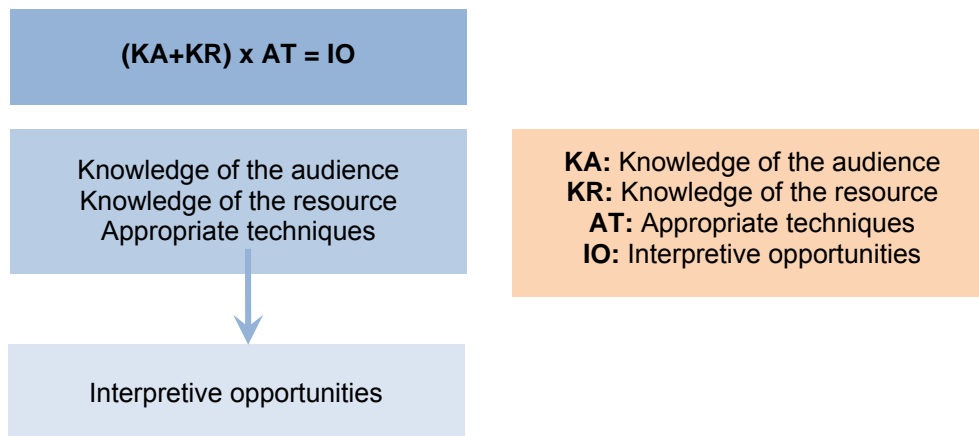 (KA+KR) x AT = IO
Knowledge of the audience
Knowledge of the resource
Appropriate techniques
Interpretive opportunities
KA: Knowledge of the audience
KR: Knowledge of the resource
AT: Appropriate techniques
IO: Interpretive opportunities